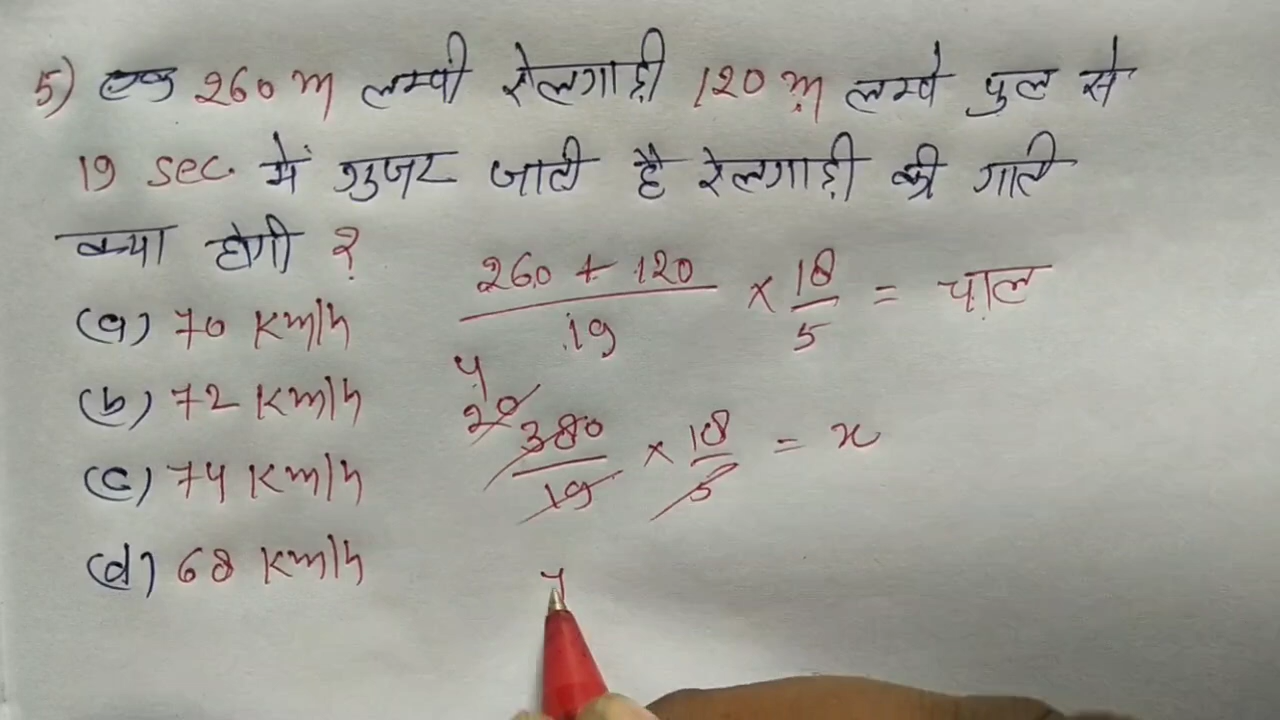 5) एक 260 m लम्बी रेलगाड़ी 120 m लम्बे पुल से
19 sec. में गुजर जाती है रेलगाड़ी की गति
क्या होगी ?
260 + 120 / 19 × 18 / 5 = चाल
(a) 70 km/h
(b) 72 km/h
4
20
380 / 19 × 18 / 5 = x
(c) 74 km/h
(d) 68 km/h
7